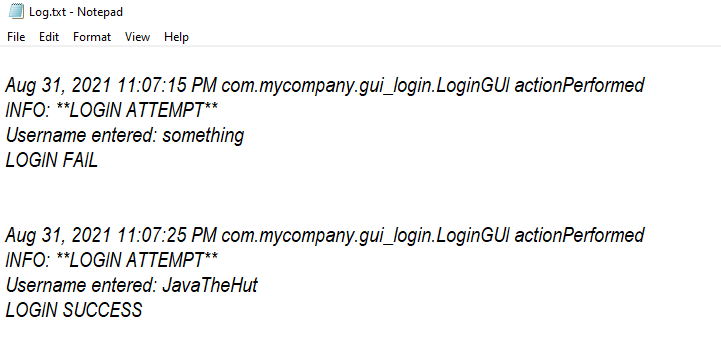 Log.txt - Notepad
File Edit Format View Help
Aug 31, 2021 11:07:15 PM com.mycompany.gui_login.LoginGUI actionPerformed
INFO: **LOGIN ATTEMPT**
Username entered: something
LOGIN FAIL
Aug 31, 2021 11:07:25 PM com.mycompany.gui_login.LoginGUI actionPerformed
INFO: **LOGIN ATTEMPT**
Username entered: JavaTheHut
LOGIN SUCCESS